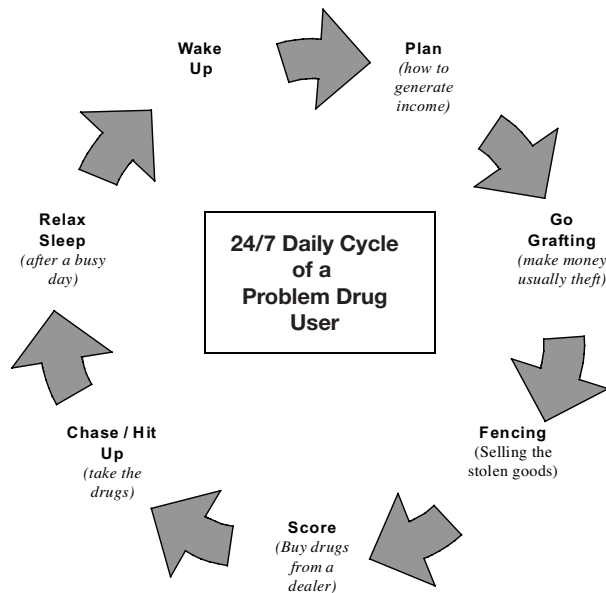 Wake
Up
Plan
(how to
generate
income)
Go
Grafting
(make money
usually theft)
Fencing
(Selling the
stolen goods)
Score
(Buy drugs
from a
dealer)
Chase / Hit
Up
(take the
drugs)
Relax
Sleep
(after a busy
day)
24/7 Daily Cycle
of a
Problem Drug
User